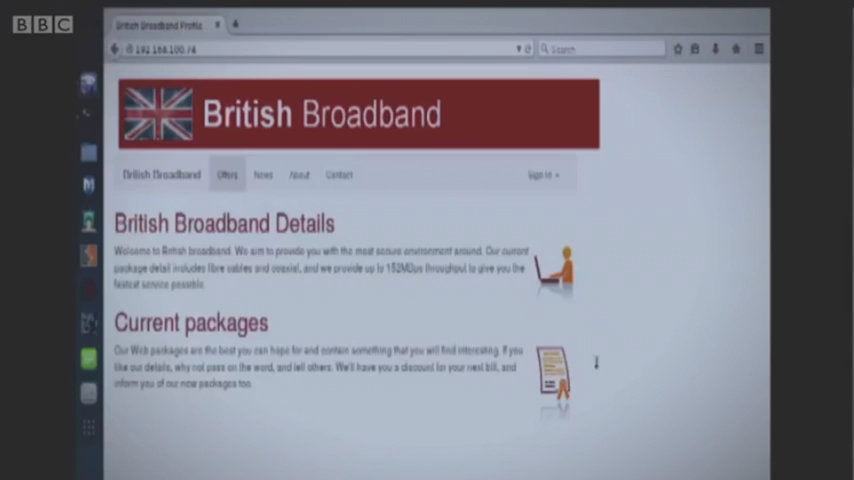 BBC
British Broadband Profile
192.168.100.74
Search
British Broadband
British Broadband Offers News About Contact Sign in
British Broadband Details
Welcome to British broadband. We aim to provide you with the most secure environment around. Our current
package detail includes fibre cables and coaxial, and we provide up to 152MBps throughput to give you the
fastest service possible.
Current packages
Our Web packages are the best you can hope for and contain something that you will find interesting. If you
like our details, why not pass on the word, and tell others. We'll have you a discount for your next bill, and
inform you of our new packages too.